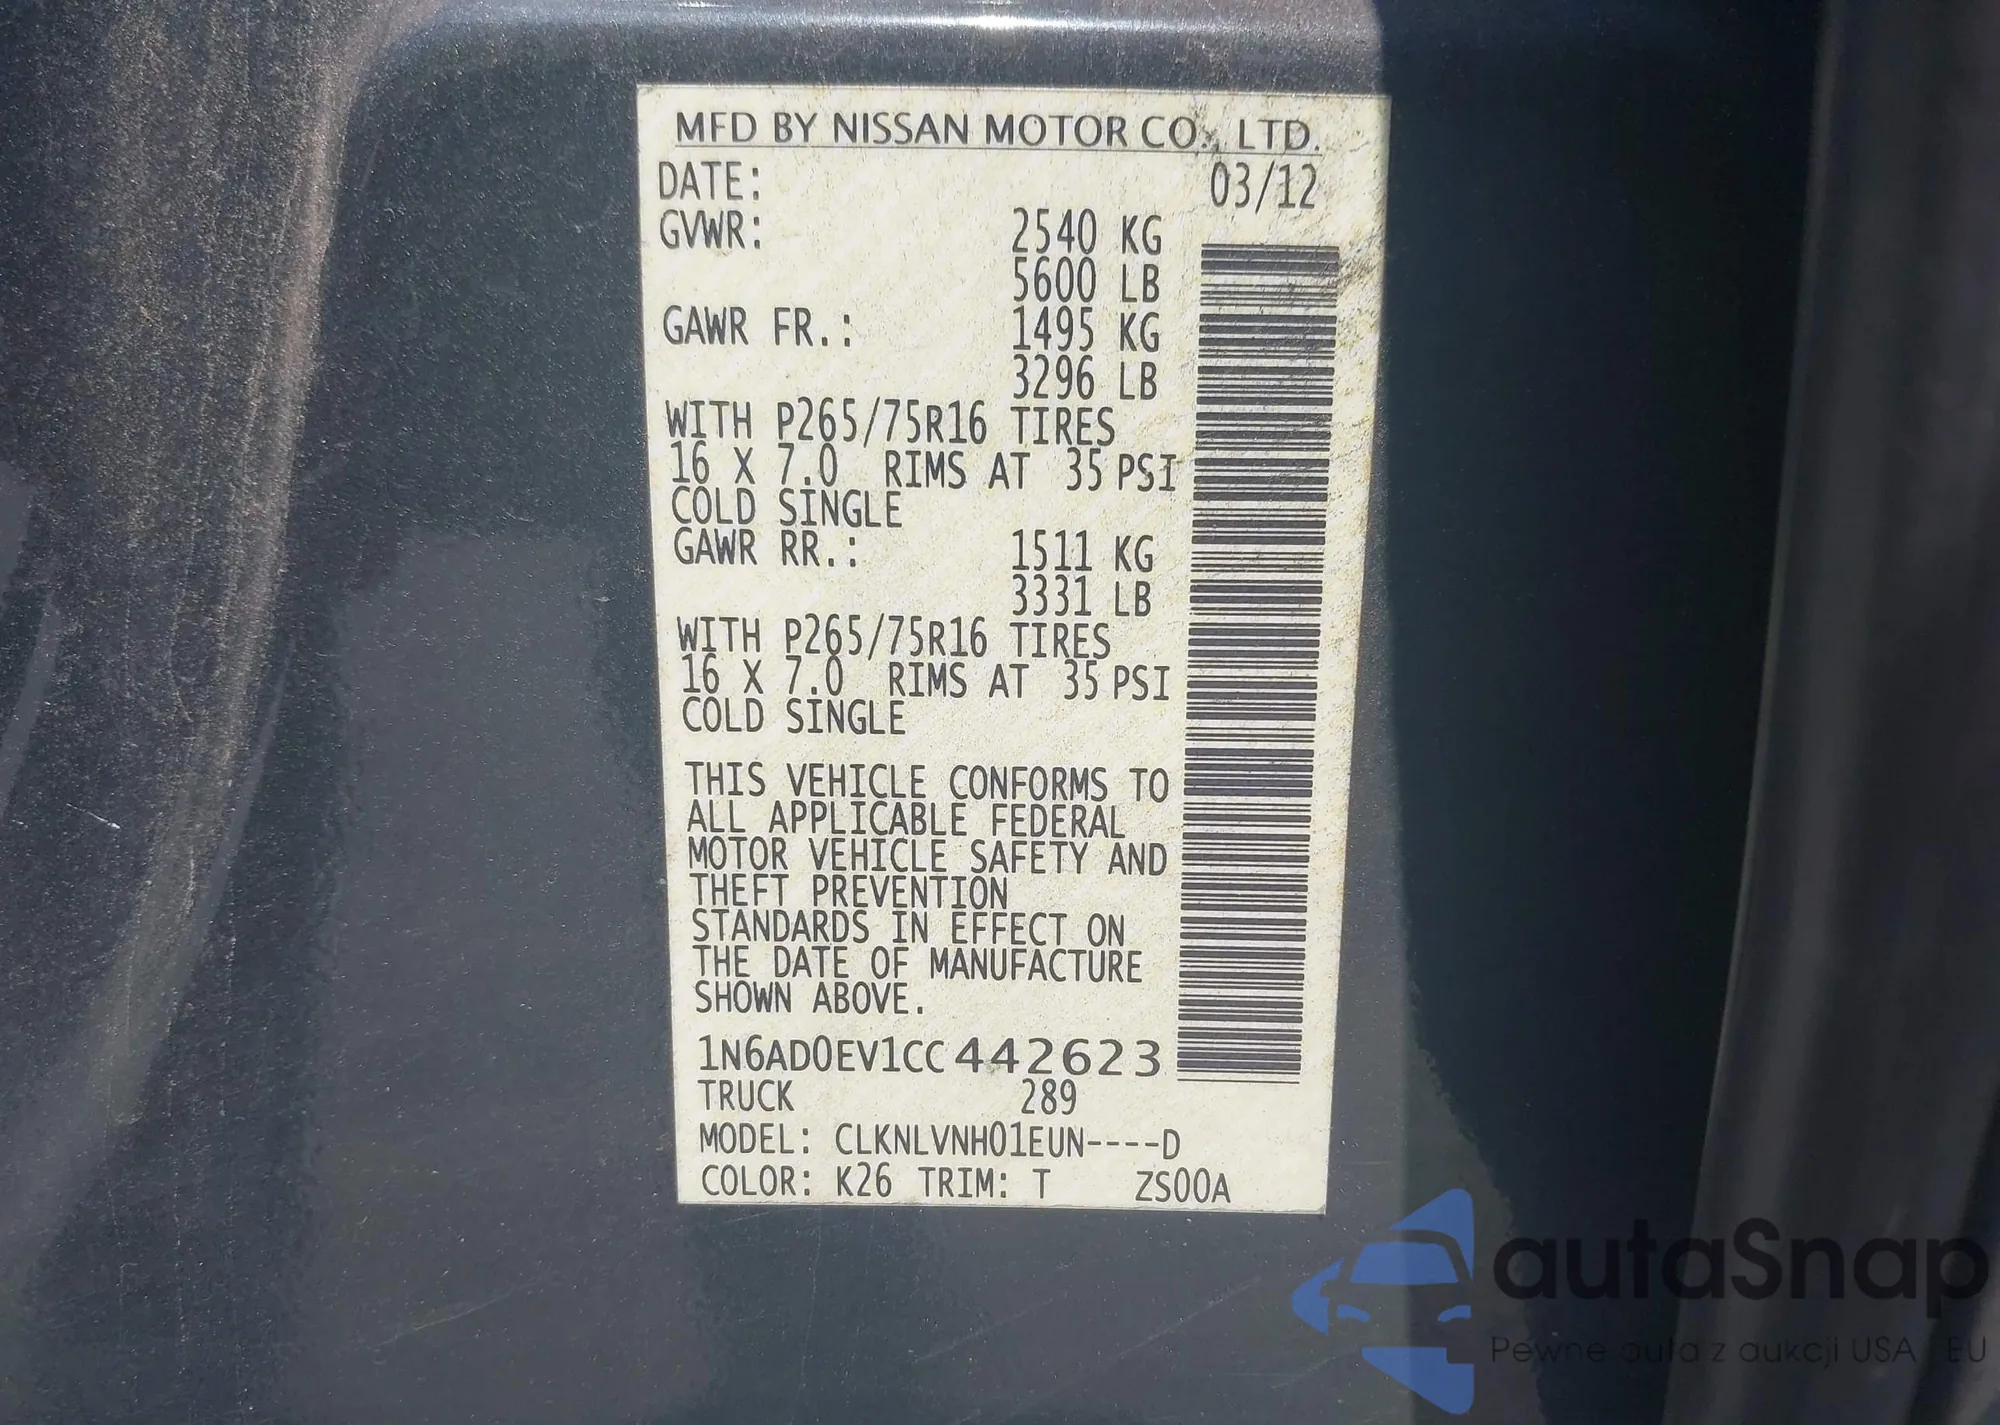 MFD BY NISSAN MOTOR CO., LTD.
DATE: 03/12
GVWR: 2540 KG
5600 LB
GAWR FR.: 1495 KG
3296 LB
WITH P265/75R16 TIRES
16 X 7.0 RIMS AT 35 PSI
COLD SINGLE
GAWR RR.: 1511 KG
3331 LB
WITH P265/75R16 TIRES
16 X 7.0 RIMS AT 35 PSI
COLD SINGLE
THIS VEHICLE CONFORMS TO
ALL APPLICABLE FEDERAL
MOTOR VEHICLE SAFETY AND
THEFT PREVENTION
STANDARDS IN EFFECT ON
THE DATE OF MANUFACTURE
SHOWN ABOVE.
1N6AD0EV1CC442623
TRUCK 289
MODEL: CLKNLVNH01EUN----D
COLOR: K26 TRIM: T ZS00A
autaSnap
Pewne auta z aukcji USA EU